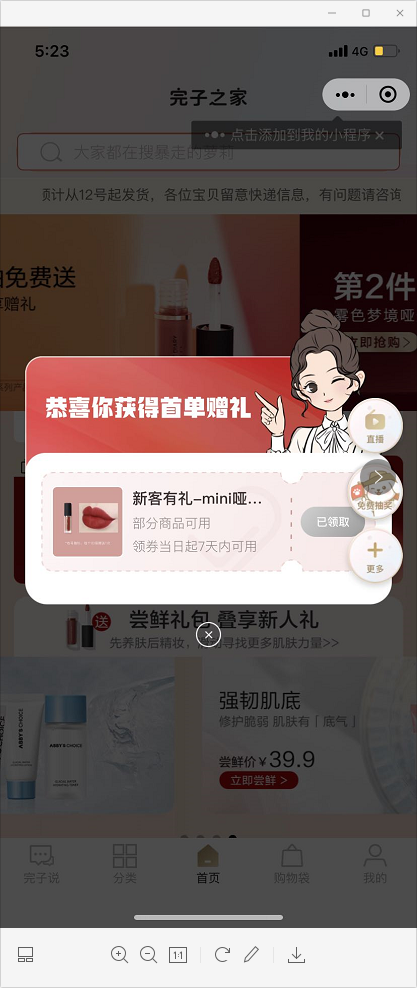 5:23
4G
完子之家
点击添加到我的小程序
大家都在搜暴走的萝莉
预计从12号起发货，各位宝贝留意快递信息，有问题请咨询
免费送
享赠礼
第2件
雾色梦境哑
立即抢购
恭喜你获得首单赠礼
直播
新客有礼-mini哑...
部分商品可用
领券当日起7天内可用
已领取
免费抽奖
更多
送
尝鲜礼包 叠享新人礼
先养肤后精妆，
寻找更多肌肤力量>>
强韧肌底
修护脆弱 肌肤有「底气」
尝鲜价￥39.9
立即尝鲜 >
ABBY'S CHOICE
ABBY'S CHOICE
完子说
分类
首页
购物袋
我的
1:1